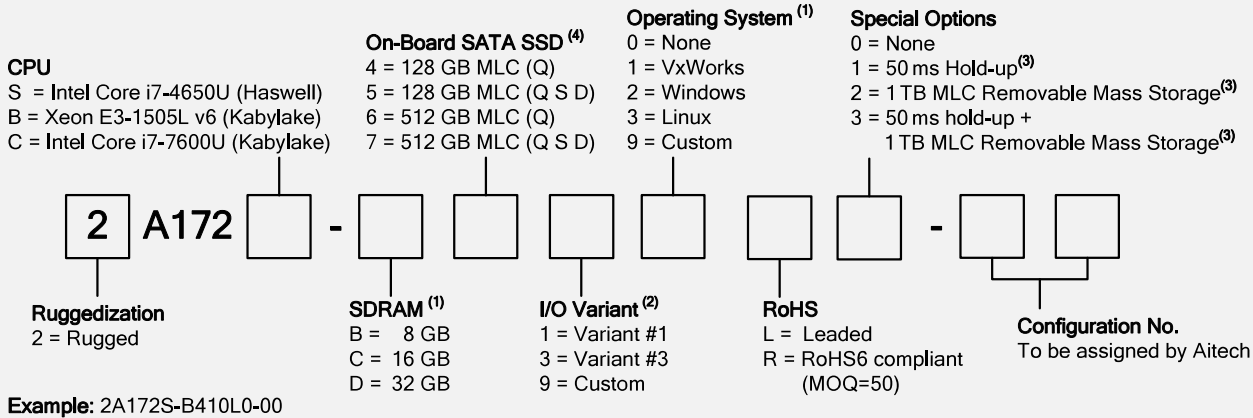 CPU
S = Intel Core i7-4650U (Haswell)
B = Xeon E3-1505L v6 (Kabylake)
C = Intel Core i7-7600U (Kabylake)
On-Board SATA SSD (4)
4 = 128 GB MLC (Q)
5 = 128 GB MLC (Q S D)
6 = 512 GB MLC (Q)
7 = 512 GB MLC (Q S D)
Operating System (1)
0 = None
1 = VxWorks
2 = Windows
3 = Linux
9 = Custom
Special Options
0 = None
1 = 50 ms Hold-up(3)
2 = 1 TB MLC Removable Mass Storage(3)
3 = 50 ms hold-up +
1 TB MLC Removable Mass Storage(3)
2 A172 - -
Ruggedization
2 = Rugged
SDRAM (1)
B = 8 GB
C = 16 GB
D = 32 GB
I/O Variant (2)
1 = Variant #1
3 = Variant #3
9 = Custom
RoHS
L = Leaded
R = RoHS6 compliant
(MOQ=50)
Configuration No.
To be assigned by Aitech
Example: 2A172S-B410L0-00